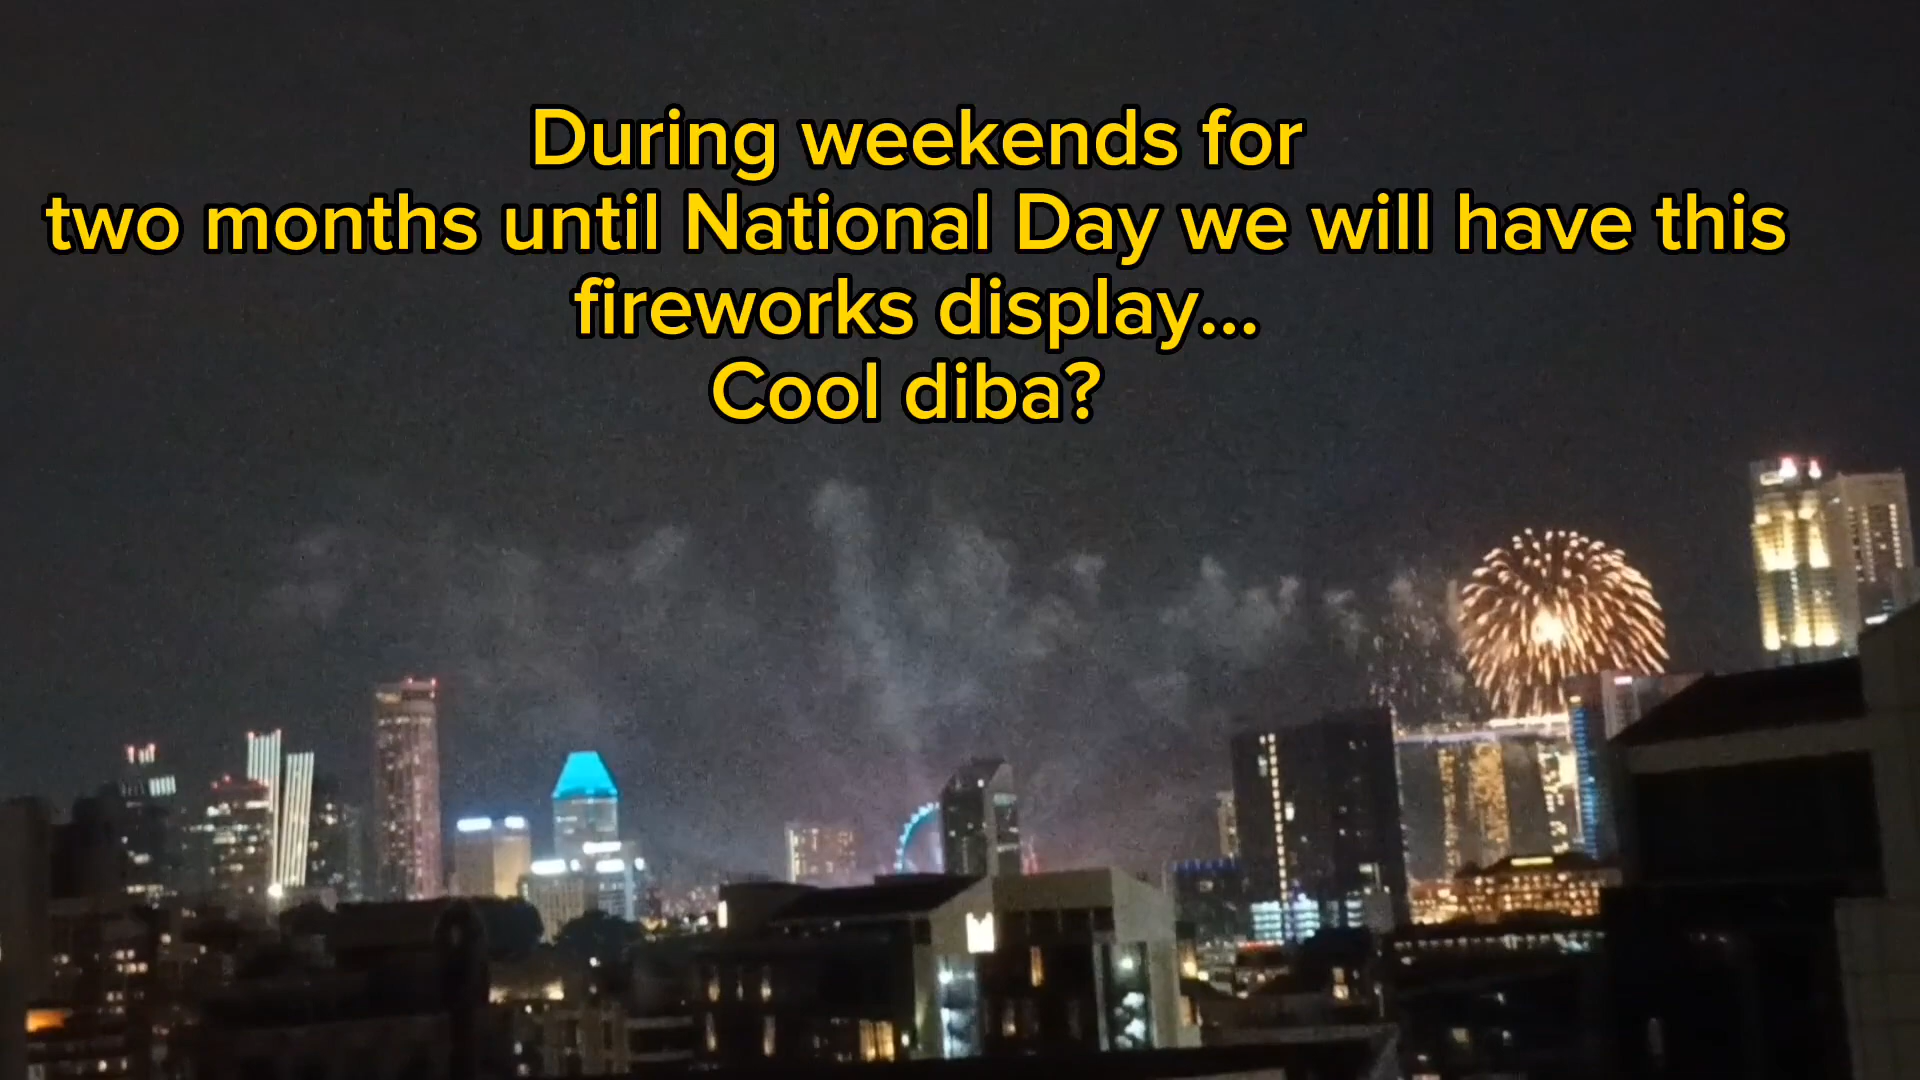 During weekends for
two months until National Day we will have this
fireworks display...
Cool diba?